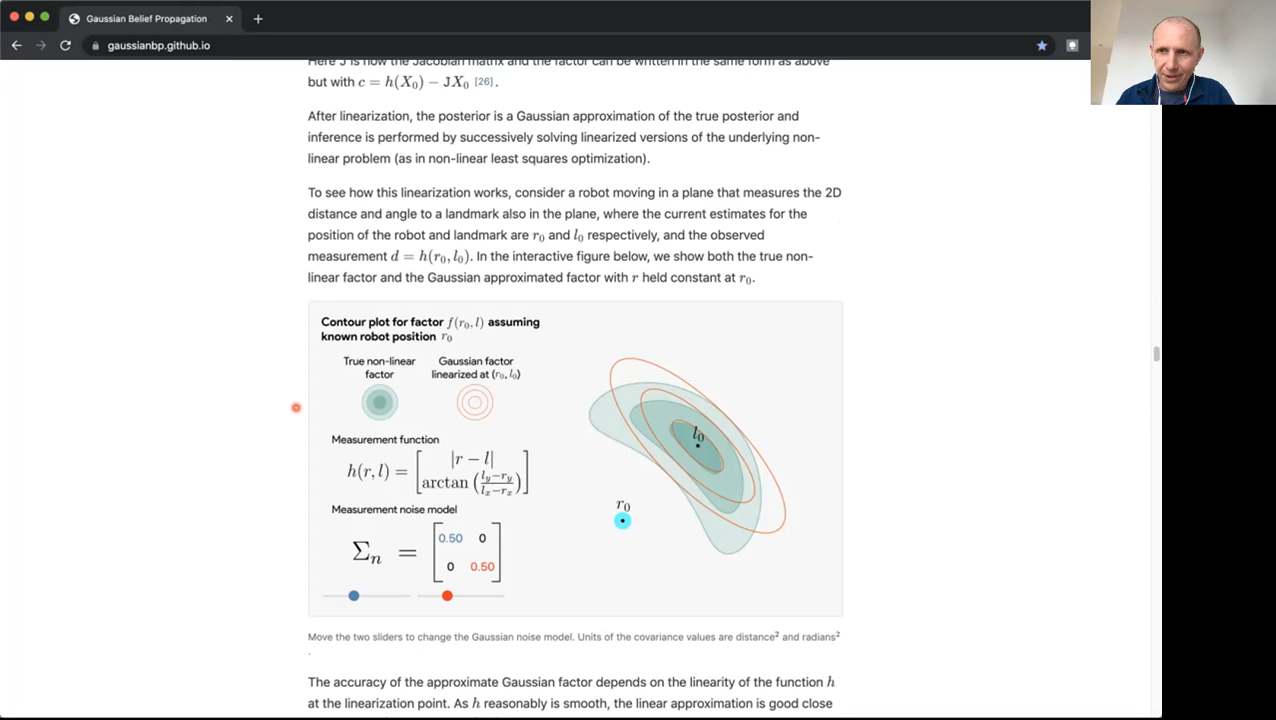 Gaussian Belief Propagation
gaussianbp.github.io
Here J is now the Jacobian matrix and the factor can be written in the same form as above
but with c = h(X₀) − JX₀ [26].
After linearization, the posterior is a Gaussian approximation of the true posterior and
inference is performed by successively solving linearized versions of the underlying non-
linear problem (as in non-linear least squares optimization).
To see how this linearization works, consider a robot moving in a plane that measures the 2D
distance and angle to a landmark also in the plane, where the current estimates for the
position of the robot and landmark are r₀ and l₀ respectively, and the observed
measurement d = h(r₀, l₀). In the interactive figure below, we show both the true non-
linear factor and the Gaussian approximated factor with r held constant at r₀.
Contour plot for factor f(r₀, l) assuming
known robot position r₀
True non-linear
factor
Gaussian factor
linearized at (r₀, l₀)
Measurement function
h(r, l) = [ |r − l|
arctan ( (l_y−r_y)/(l_x−r_x) ) ]
Measurement noise model
Σₙ = [ 0.50 0
0 0.50 ]
l₀
r₀
Move the two sliders to change the Gaussian noise model. Units of the covariance values are distance² and radians²
.
The accuracy of the approximate Gaussian factor depends on the linearity of the function h
at the linearization point. As h reasonably is smooth, the linear approximation is good close